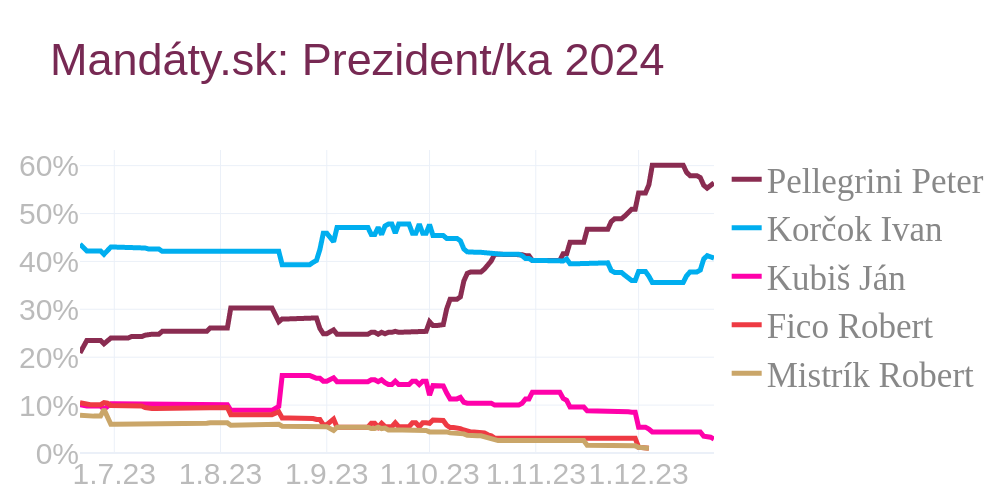 Mandáty.sk: Prezident/ka 2024
60%
50%
40%
30%
20%
10%
0%
1.7.23 1.8.23 1.9.23 1.10.23 1.11.23 1.12.23
Pellegrini Peter
Korčok Ivan
Kubiš Ján
Fico Robert
Mistrík Robert